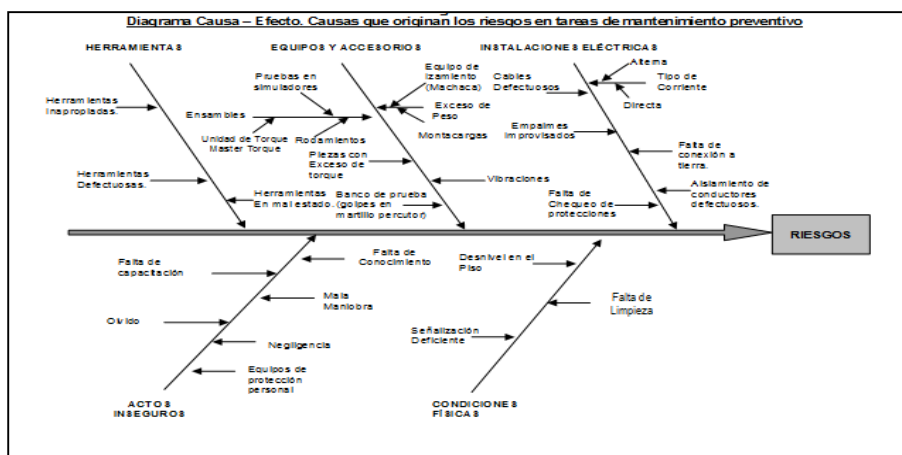 Diagrama Causa – Efecto. Causas que originan los riesgos en tareas de mantenimiento preventivo
HERRAMIENTAS
EQUIPOS Y ACCESORIOS
INSTALACIONES ELÉCTRICAS
Herramientas
Inapropiadas.
Herramientas
Defectuosas.
Herramientas
En mal estado.
Pruebas en
simuladores
Ensambles
Unidad de Torque
Master Torque
Rodamientos
Piezas con
Exceso de
torque
Banco de prueba
(golpes en
martillo percutor)
Equipo de
Izamiento
(Machaca)
Exceso de
Peso
Montacargas
Vibraciones
Cables
Defectuosos
Alterna
Tipo de
Corriente
Directa
Empalmes
Improvisados
Falta de
conexión a
tierra.
Falta de
Chequeo de
protecciones
Aislamiento de
conductores
defectuosos.
RIESGOS
Falta de
capacitación
Falta de
Conocimiento
Mala
Maniobra
Olvido
Negligencia
Equipos de
protección
personal
ACTOS
INSEGUROS
Desnivel en el
Piso
Falta de
Limpieza
Señalización
Deficiente
CONDICIONES
FÍSICAS